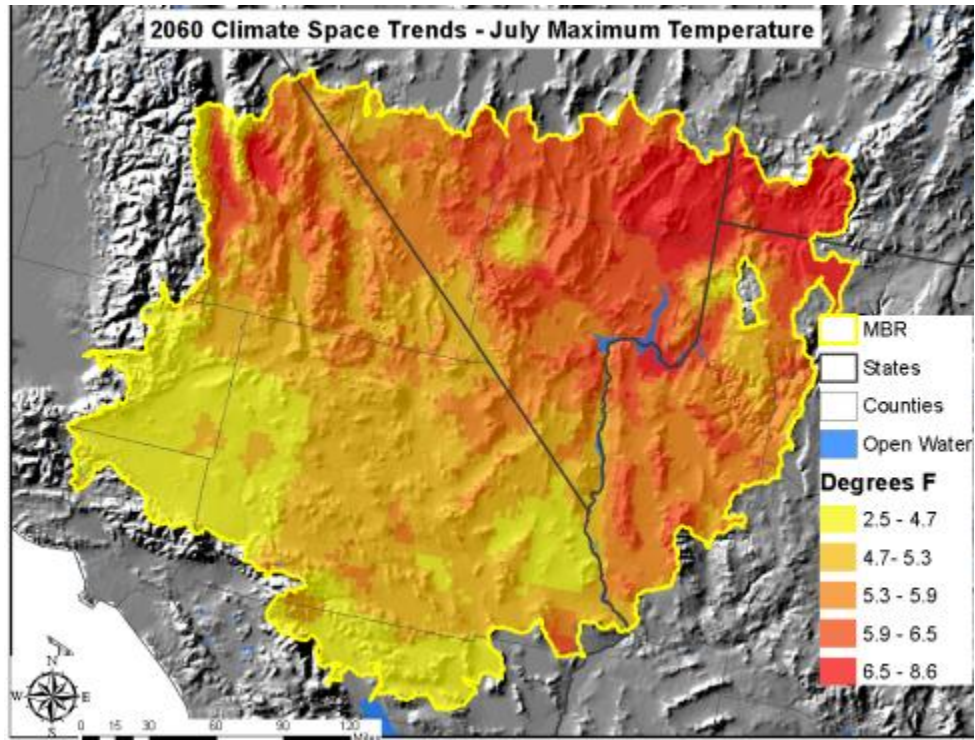 2060 Climate Space Trends - July Maximum Temperature
MBR
States
Counties
Open Water
Degrees F
2.5 - 4.7
4.7- 5.3
5.3 - 5.9
5.9 - 6.5
6.5 - 8.6
N
W E
S
0 15 30 60 90 120
Miles